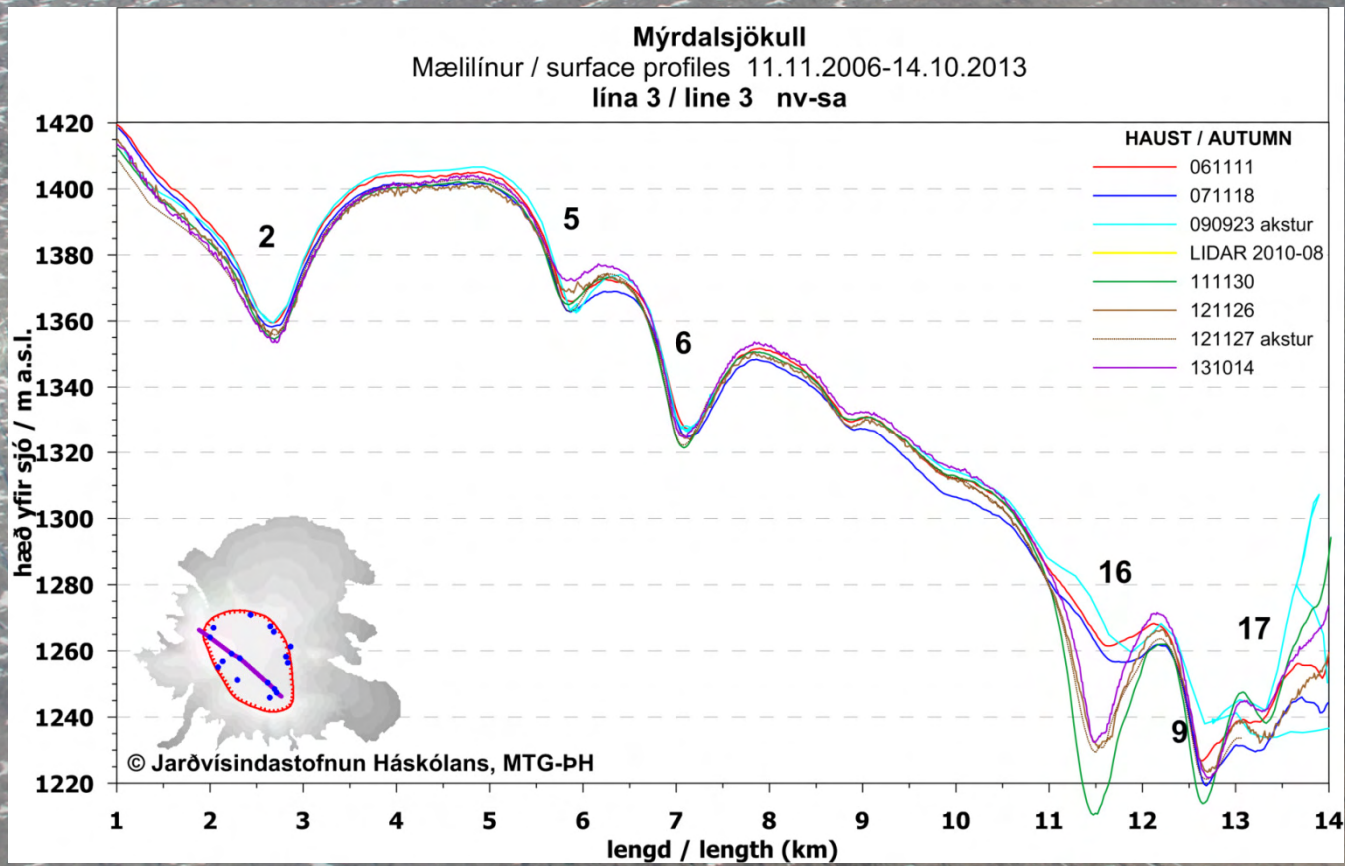 Mýrdalsjökull
Mælilínur / surface profiles 11.11.2006-14.10.2013
lína 3 / line 3 nv-sa
HAUST / AUTUMN
061111
071118
090923 akstur
LIDAR 2010-08
111130
121126
121127 akstur
131014
hæð yfir sjó / m a.s.l.
1420
1400
1380
1360
1340
1320
1300
1280
1260
1240
1220
2
5
6
16
17
9
© Jarðvísindastofnun Háskólans, MTG-ÞH
1 2 3 4 5 6 7 8 9 10 11 12 13 14
lengd / length (km)